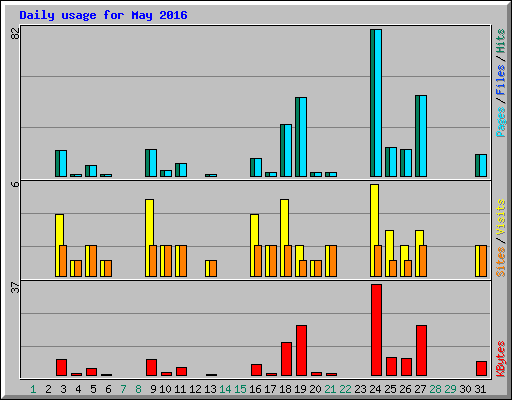 Daily usage for May 2016
82
Pages / Files / Hits
6
Sites / Visits
37
KBytes
1 2 3 4 5 6 7 8 9 10 11 12 13 14 15 16 17 18 19 20 21 22 23 24 25 26 27 28 29 30 31